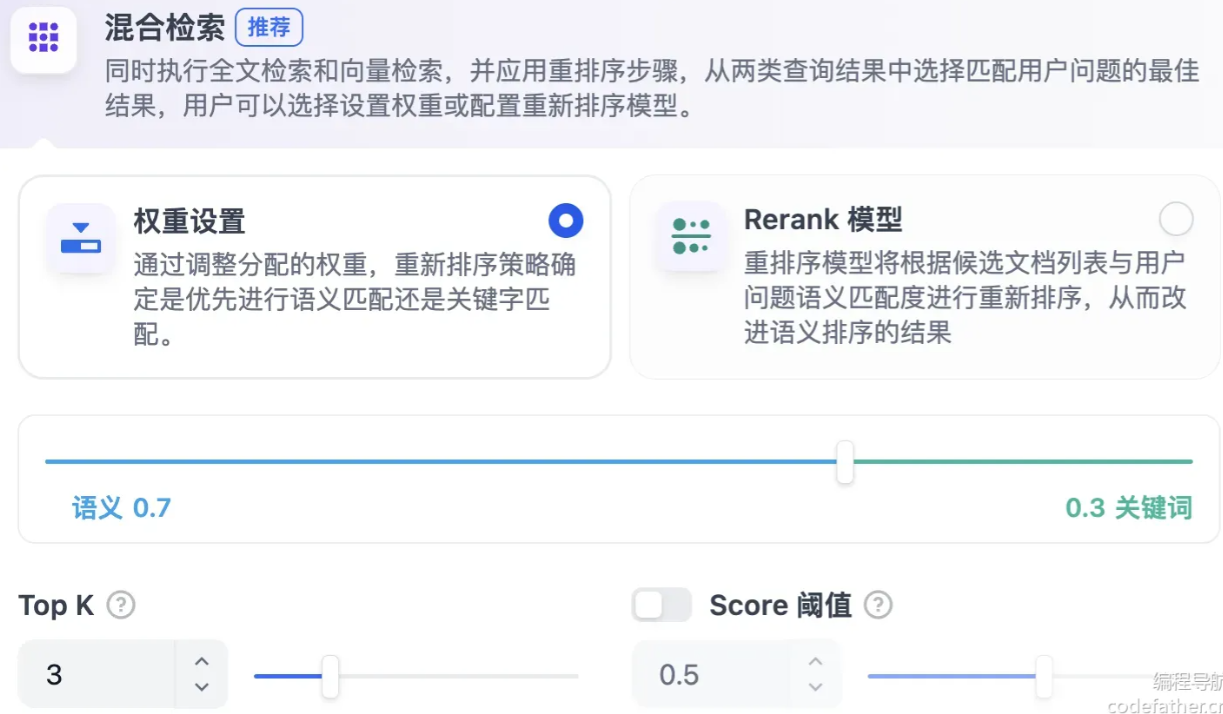 混合检索 推荐
同时执行全文检索和向量检索，并应用重排序步骤，从两类查询结果中选择匹配用户问题的最佳
结果，用户可以选择设置权重或配置重新排序模型。
权重设置
通过调整分配的权重，重新排序策略确
定是优先进行语义匹配还是关键字匹
配。
Rerank 模型
重排序模型将根据候选文档列表与用户
问题语义匹配度进行重新排序，从而改
进语义排序的结果
语义 0.7
0.3 关键词
Top K ?
Score 阈值 ?
3
0.5
编程导航
codefather.cn